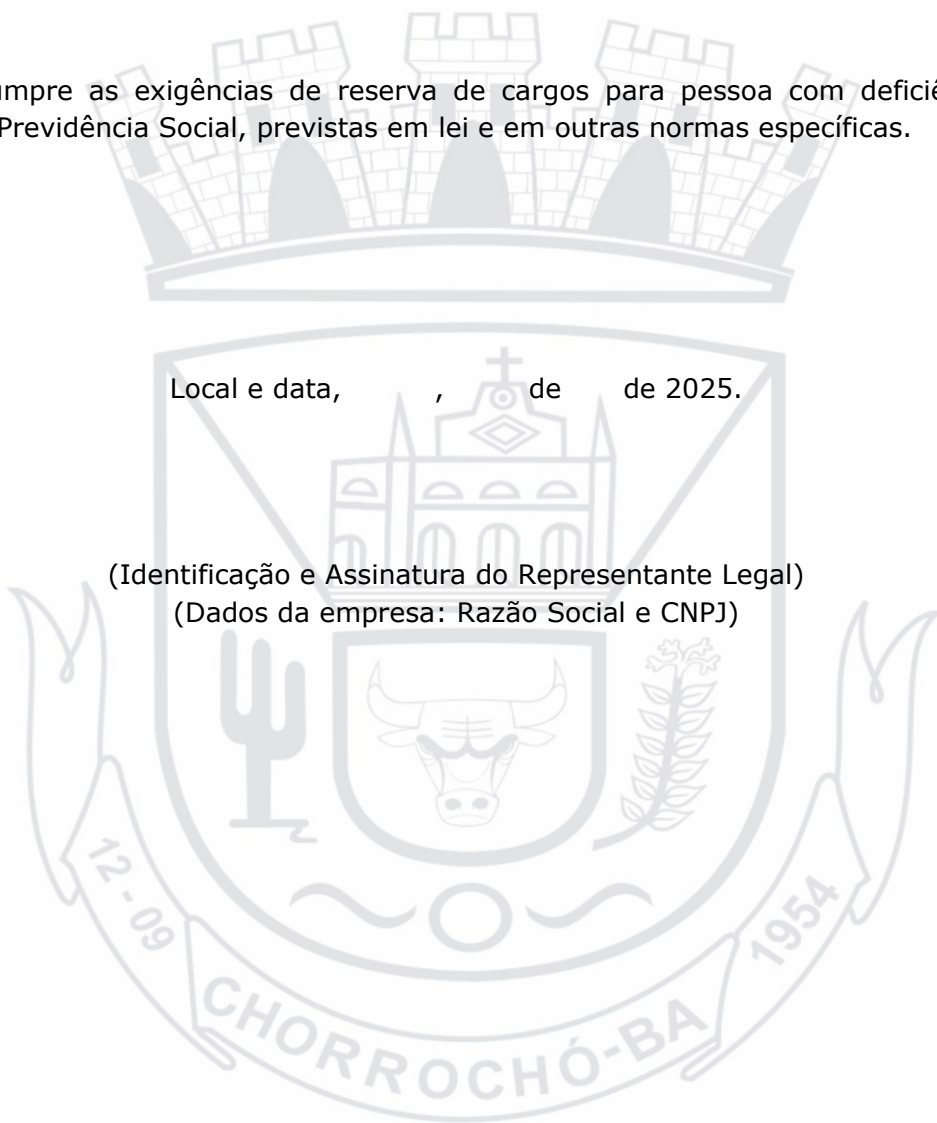 umpre as exigências de reserva de cargos para pessoa com deficiê
Previdência Social, previstas em lei e em outras normas específicas.
Local e data, , de de 2025.
(Identificação e Assinatura do Representante Legal)
(Dados da empresa: Razão Social e CNPJ)
12 - 09 CHORROCHÓ-BA 1954